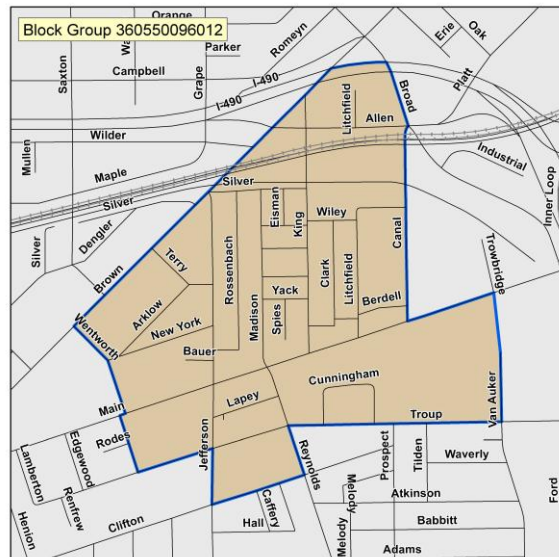 Block Group 360550096012
Orange
Parker
Romeyn
Erie
Oak
Saxton
Grape
Campbell
I-490
I-490
Platt
Broad
Litchfield
Allen
Wilder
Mullen
Maple
Industrial
Inner Loop
Silver
Silver
Eisman
King
Wiley
Canal
Dengler
Silver
Terry
Brown
Rossenbach
Madison
Clark
Litchfield
Trowbridge
Yack
Spies
Berdell
Arklow
Wentworth
New York
Bauer
Cunningham
Lapey
Main
Troup
Van Auker
Rodes
Jefferson
Reynolds
Edgewood
Lamberton
Renfrew
Prospect
Tilden
Waverly
Melody
Ford
Caffery
Atkinson
Clifton
Hall
Henion
Melody
Babbitt
Adams